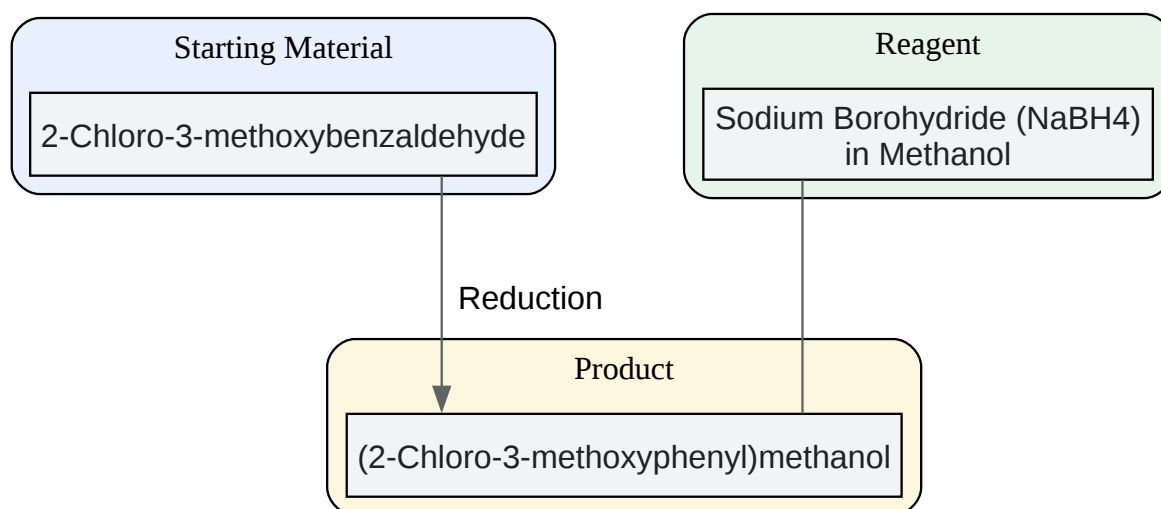 Starting Material
2-Chloro-3-methoxybenzaldehyde
Reagent
Sodium Borohydride (NaBH4)
in Methanol
Reduction
Product
(2-Chloro-3-methoxyphenyl)methanol